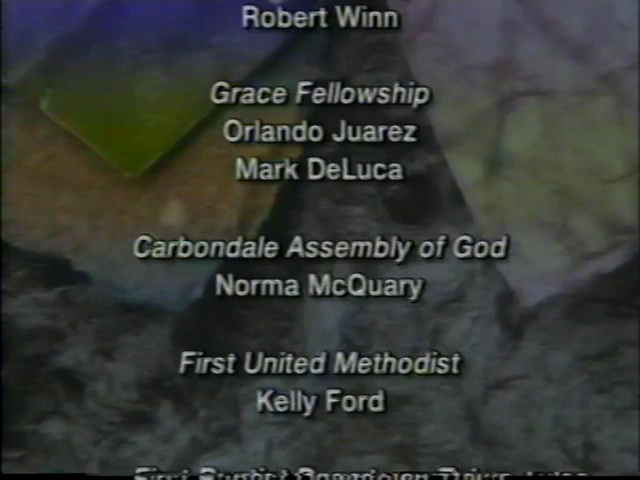 Robert Winn
Grace Fellowship
Orlando Juarez
Mark DeLuca
Carbondale Assembly of God
Norma McQuary
First United Methodist
Kelly Ford